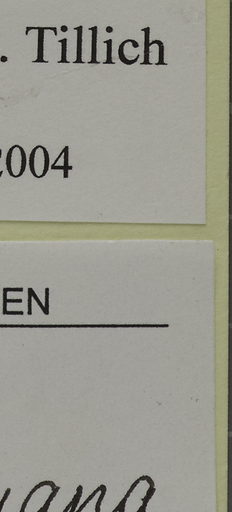 . Tillich
2004
EN